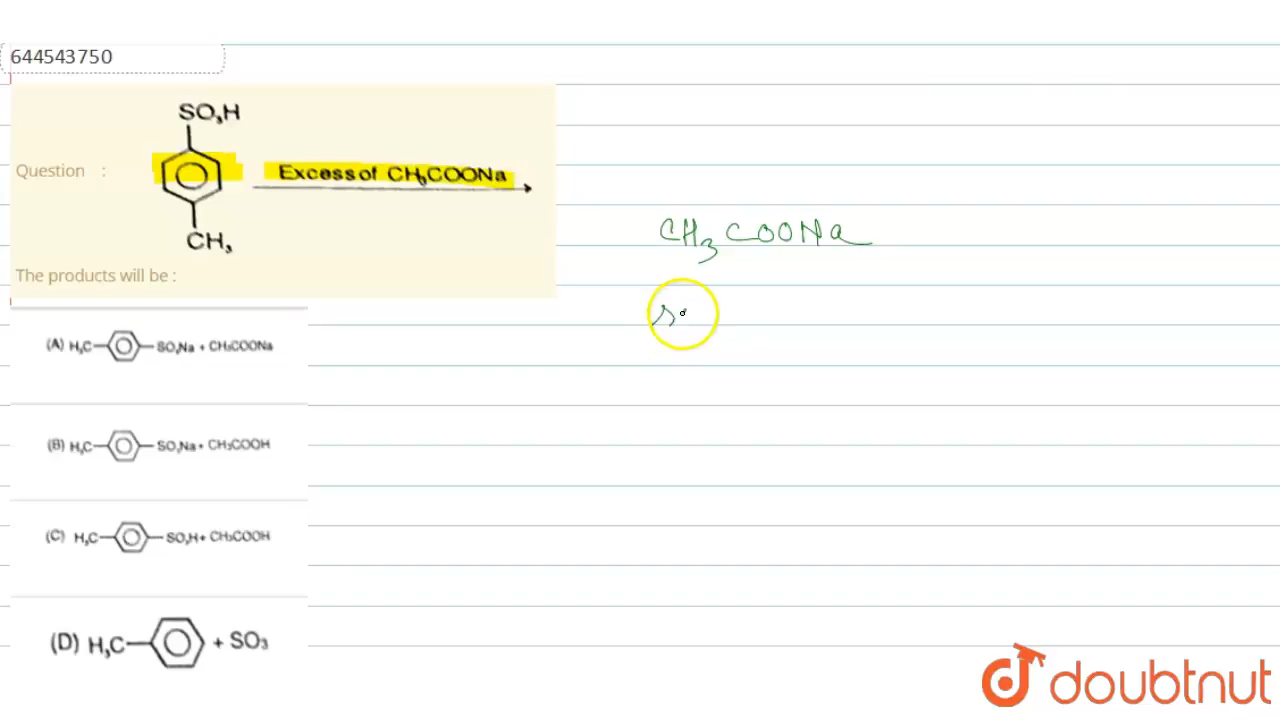 644543750
SO₃H
Question :
Excess of CH₃COONa
CH₃
The products will be :
CH₃COONa
(A) H₃C SO₃Na + CH₃COONa
(B) H₃C SO₃Na + CH₃COOH
(C) H₃C SO₃H + CH₃COOH
(D) H₃C + SO₃
doubtnut